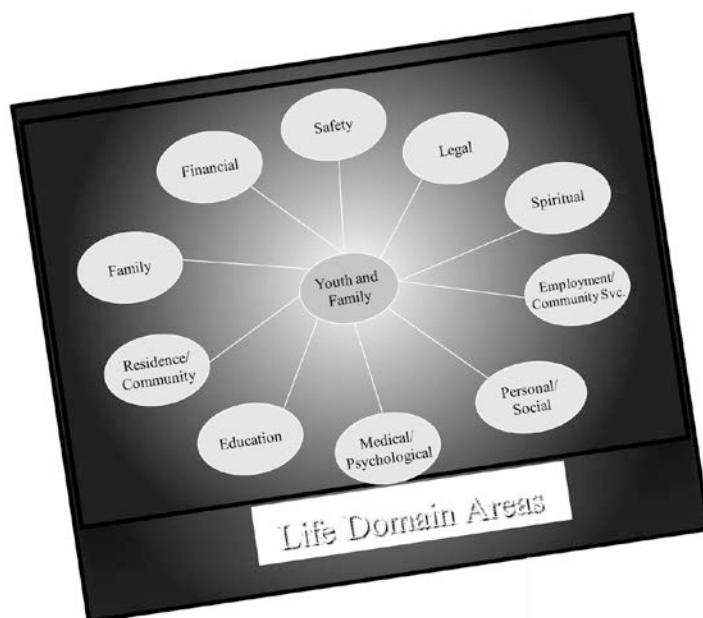 Safety
Financial
Legal
Spiritual
Family
Youth and
Family
Employment/
Community Svc.
Residence/
Community
Personal/
Social
Education
Medical/
Psychological
Life Domain Areas